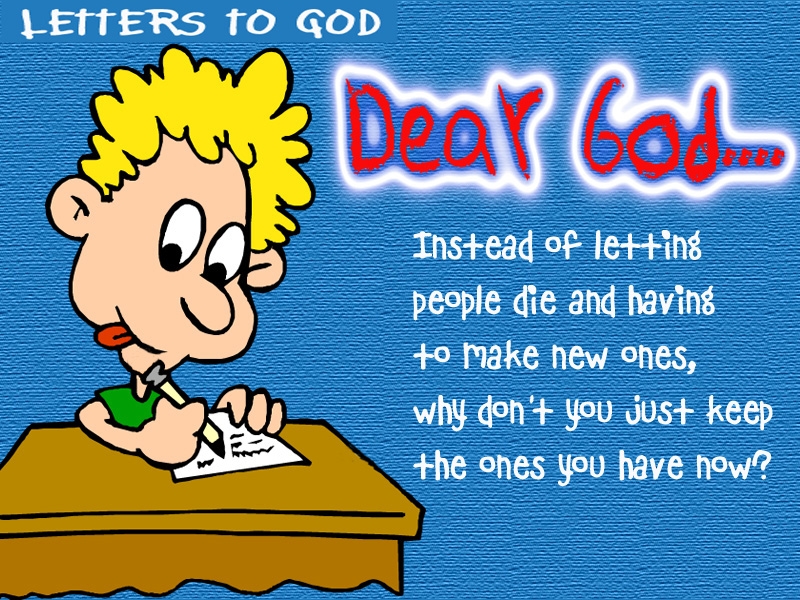 LETTERS TO GOD
Dear God....
Instead of letting
people die and having
to make new ones,
why don't you just keep
the ones you have now?